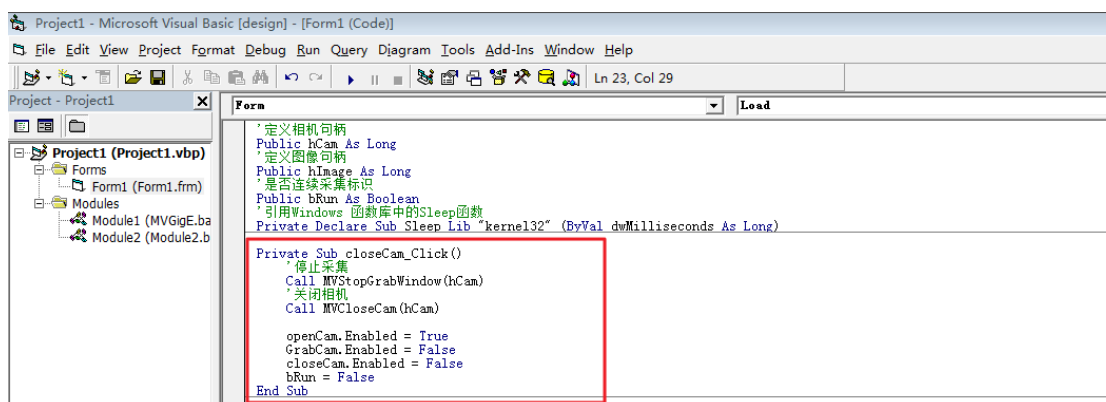 Project1 - Microsoft Visual Basic [design] - [Form1 (Code)]
File Edit View Project Format Debug Run Query Diagram Tools Add-Ins Window Help
Ln 23, Col 29
Project - Project1
Form
Load
Project1 (Project1.vbp)
Forms
Form1 (Form1.frm)
Modules
Module1 (MVGigE.ba
Module2 (Module2.b
'定义相机句柄
Public hCam As Long
'定义图像句柄
Public hImage As Long
'是否连续采集标识
Public bRun As Boolean
'引用Windows 函数库中的Sleep函数
Private Declare Sub Sleep Lib "kernel32" (ByVal dwMilliseconds As Long)
Private Sub closeCam_Click()
'停止采集
Call MVStopGrabWindow(hCam)
'关闭相机
Call MVCloseCam(hCam)
openCam.Enabled = True
GrabCam.Enabled = False
closeCam.Enabled = False
bRun = False
End Sub